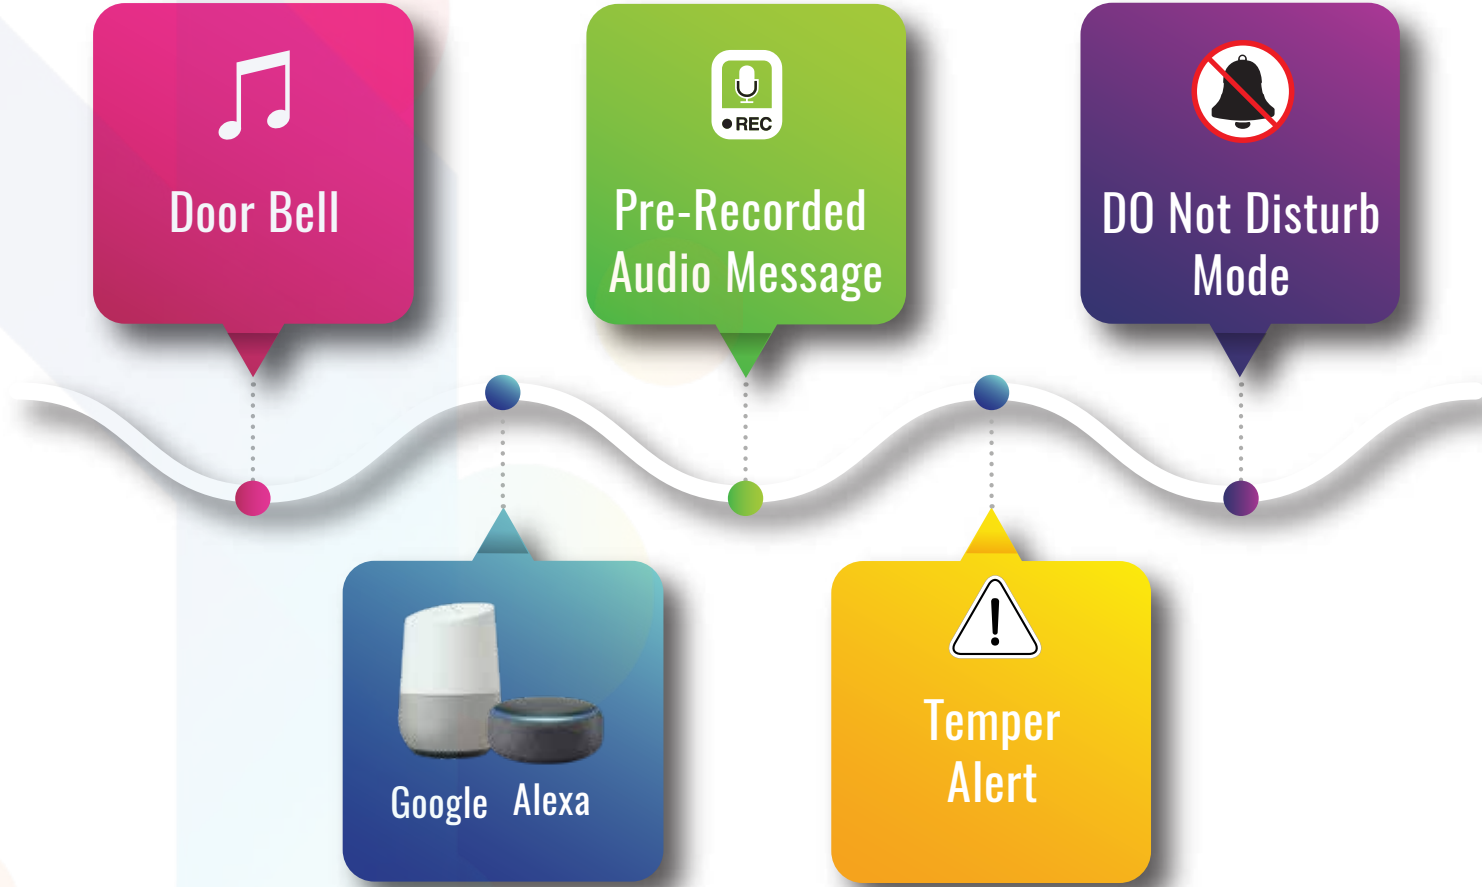 Door Bell
REC
Pre-Recorded
Audio Message
DO Not Disturb
Mode
Google Alexa
Temper
Alert